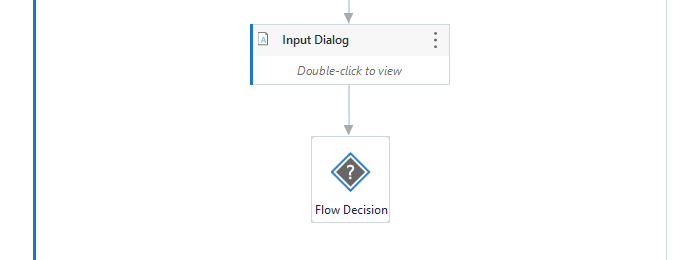 Input Dialog
Double-click to view
?
Flow Decision